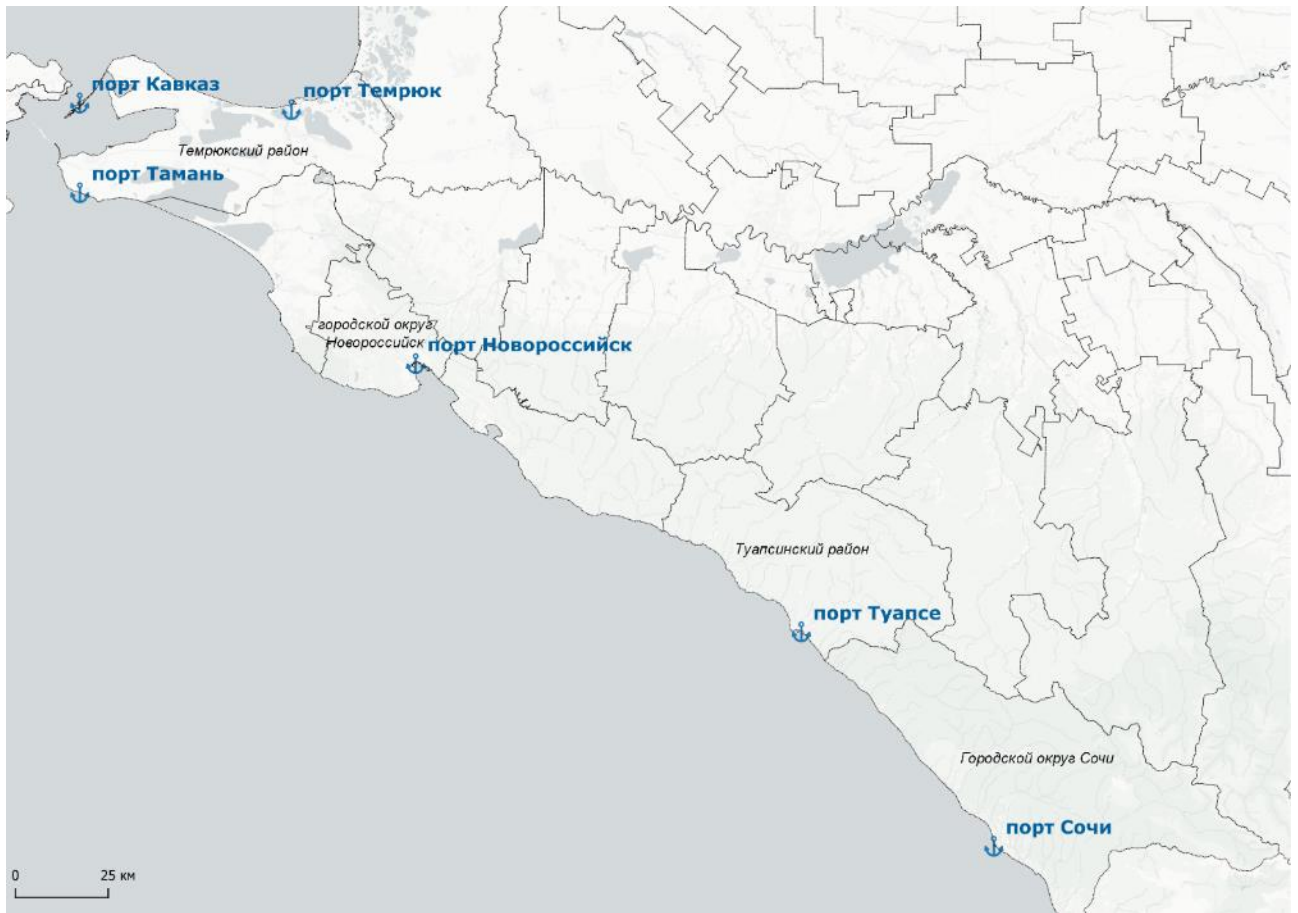 порт Кавказ
порт Темрюк
Темрюкский район
порт Тамань
городской округ
Новороссийск
порт Новороссийск
Туапсинский район
порт Туапсе
Городской округ Сочи
порт Сочи
0 25 км